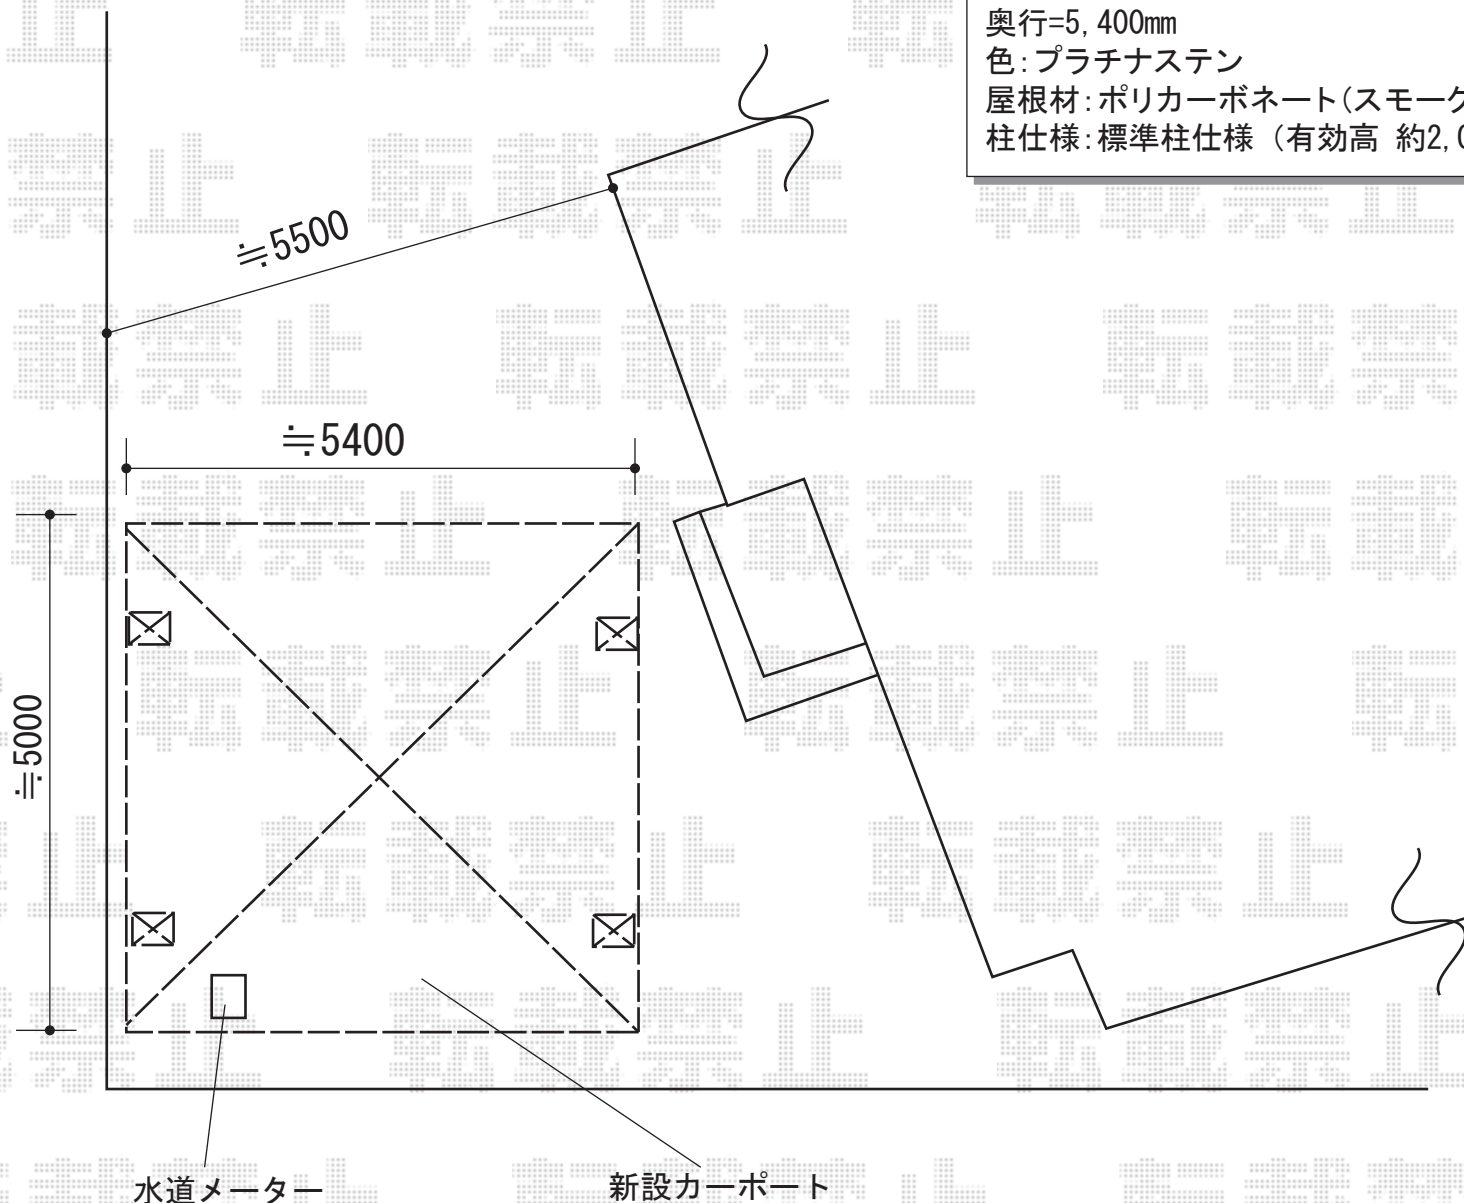 奥行=5,400mm
色:プラチナステン
屋根材:ポリカーボネート(スモーク
柱仕様:標準柱仕様 (有効高 約2,0
≒5500
≒5400
≒5000
水道メーター
新設カーポート
転載禁止